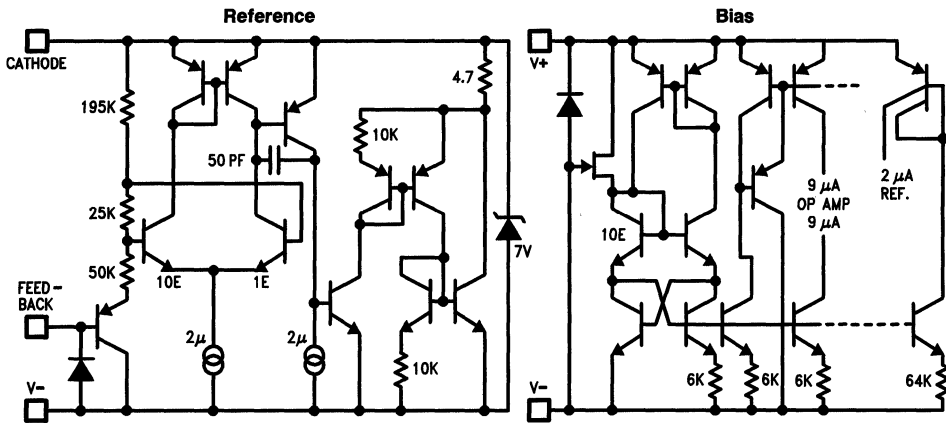 Reference
CATHODE
195K
25K
50K
FEED-
BACK
V-
50 PF
10E
1E
2μ
2μ
10K
4.7
7V
10K
Bias
V+
V-
10E
6K
6K
6K
9 μA
OP AMP
9 μA
2 μA
REF.
64K